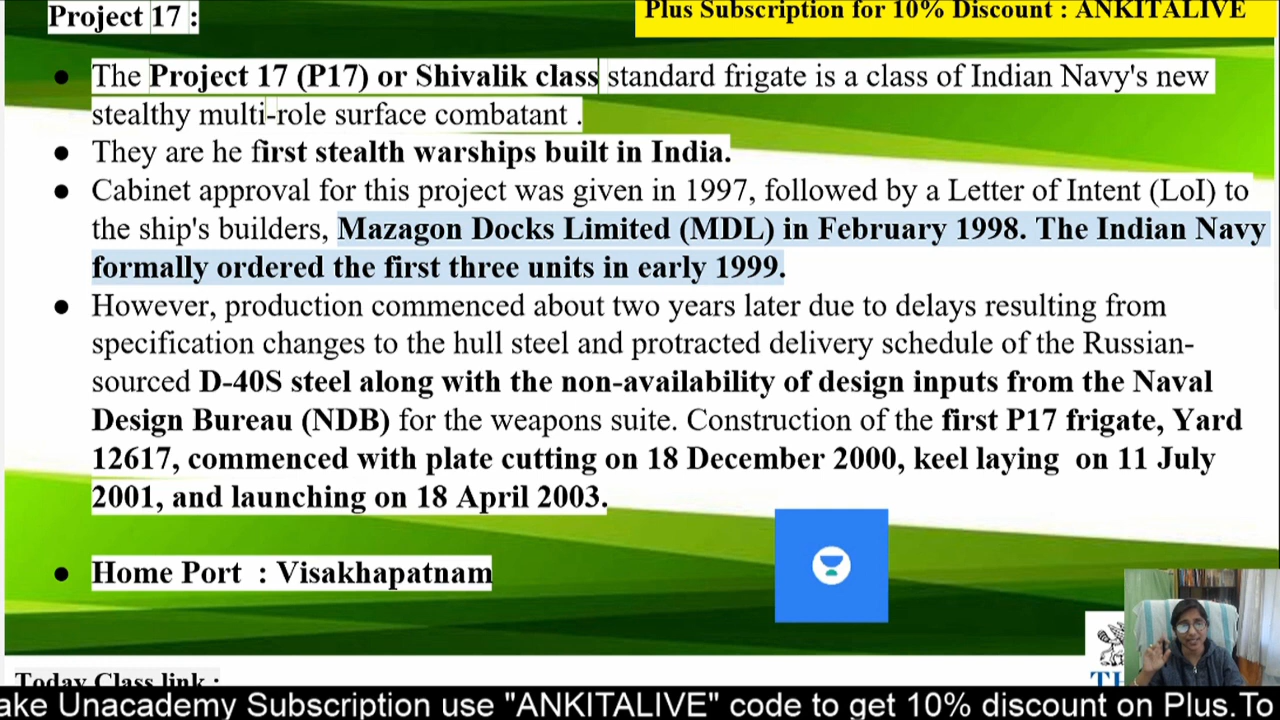 Project 17 :
Plus Subscription for 10% Discount : ANKITALIVE
● The Project 17 (P17) or Shivalik class standard frigate is a class of Indian Navy's new
stealthy multi-role surface combatant .
● They are he first stealth warships built in India.
● Cabinet approval for this project was given in 1997, followed by a Letter of Intent (LoI) to
the ship's builders, Mazagon Docks Limited (MDL) in February 1998. The Indian Navy
formally ordered the first three units in early 1999.
● However, production commenced about two years later due to delays resulting from
specification changes to the hull steel and protracted delivery schedule of the Russian-
sourced D-40S steel along with the non-availability of design inputs from the Naval
Design Bureau (NDB) for the weapons suite. Construction of the first P17 frigate, Yard
12617, commenced with plate cutting on 18 December 2000, keel laying on 11 July
2001, and launching on 18 April 2003.
● Home Port : Visakhapatnam
Today Class link :
TH
ake Unacademy Subscription use "ANKITALIVE" code to get 10% discount on Plus.To